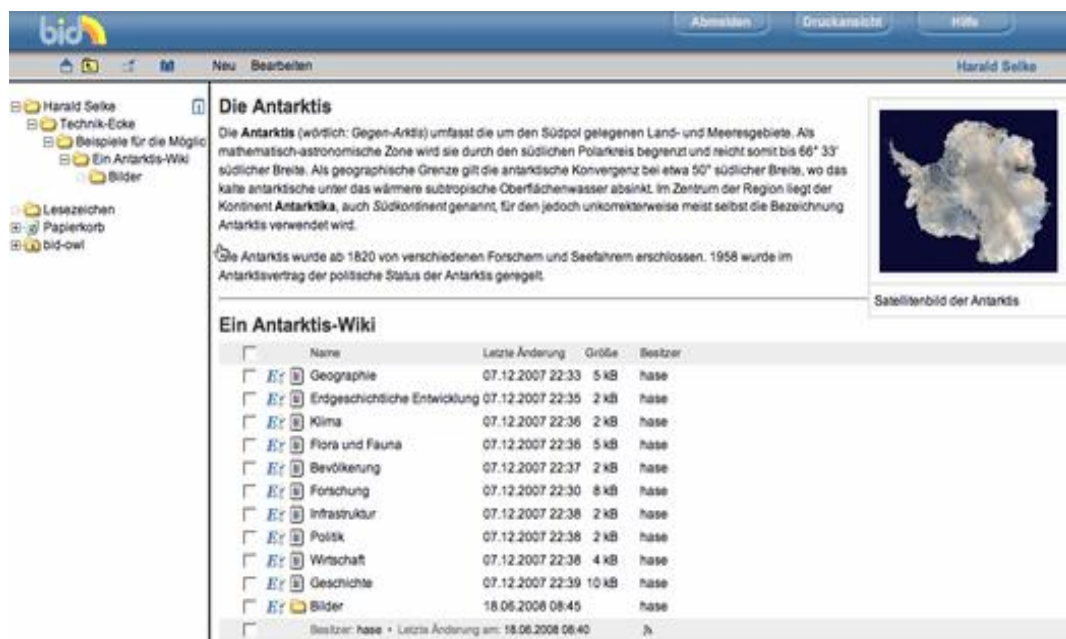 bid
Abmelden Druckansicht Hilfe
Neu Bearbeiten Harald Selke
Harald Selke
Technik-Ecke
Beispiele für die Möglic
Ein Antarktis-Wiki
Bilder
Lesezeichen
Papierkorb
bid-owl
Die Antarktis
Die Antarktis (wörtlich: Gegen-Arktis) umfasst die um den Südpol gelegenen Land- und Meeresgebiete. Als
mathematisch-astronomische Zone wird sie durch den südlichen Polarkreis begrenzt und reicht somit bis 66° 33'
südlicher Breite. Als geographische Grenze gilt die antarktische Konvergenz bei etwa 50° südlicher Breite, wo das
kalte antarktische unter das wärmere subtropische Oberflächenwasser absinkt. Im Zentrum der Region liegt der
Kontinent Antarktika, auch Südkontinent genannt, für den jedoch unkorrekterweise meist selbst die Bezeichnung
Antarktis verwendet wird.
Die Antarktis wurde ab 1820 von verschiedenen Forschern und Seefahrern erschlossen. 1958 wurde im
Antarktisvertrag der politische Status der Antarktis geregelt.
Satellitenbild der Antarktis
Ein Antarktis-Wiki
Name Letzte Änderung Größe Besitzer
Geographie 07.12.2007 22:33 5 kB hase
Erdgeschichtliche Entwicklung 07.12.2007 22:35 2 kB hase
Klima 07.12.2007 22:36 2 kB hase
Flora und Fauna 07.12.2007 22:36 5 kB hase
Bevölkerung 07.12.2007 22:37 2 kB hase
Forschung 07.12.2007 22:30 8 kB hase
Infrastruktur 07.12.2007 22:38 2 kB hase
Politik 07.12.2007 22:38 2 kB hase
Wirtschaft 07.12.2007 22:38 4 kB hase
Geschichte 07.12.2007 22:39 10 kB hase
Bilder 18.06.2008 08:45 hase
Besitzer: hase • Letzte Änderung am: 18.06.2008 08:40